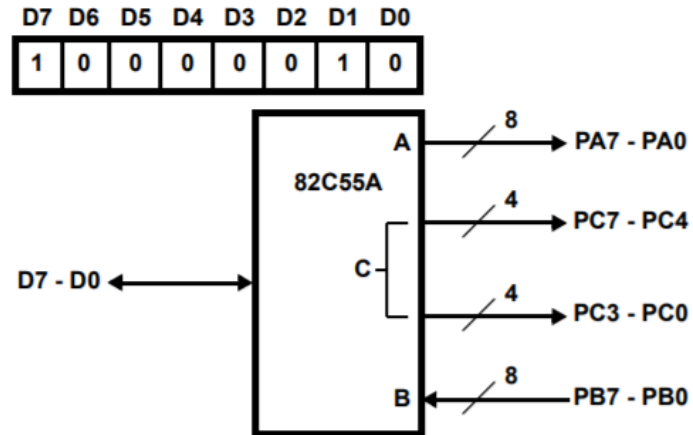 D7 D6 D5 D4 D3 D2 D1 D0
1 0 0 0 0 0 1 0
A
8
PA7 - PA0
82C55A
4
PC7 - PC4
C
D7 - D0
4
PC3 - PC0
B
8
PB7 - PB0